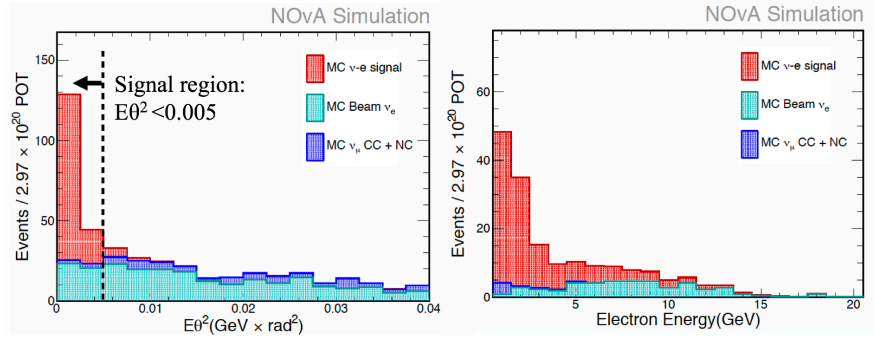 NOvA Simulation
Events / 2.97 × 10²⁰ POT
150
100
50
0
Signal region:
Eθ² <0.005
MC ν-e signal
MC Beam νₑ
MC ν_μ CC + NC
0
0.01
0.02
0.03
0.04
Eθ²(GeV × rad²)
NOvA Simulation
Events / 2.97 × 10²⁰ POT
60
40
20
0
MC ν-e signal
MC Beam νₑ
MC ν_μ CC + NC
5
10
15
20
Electron Energy(GeV)